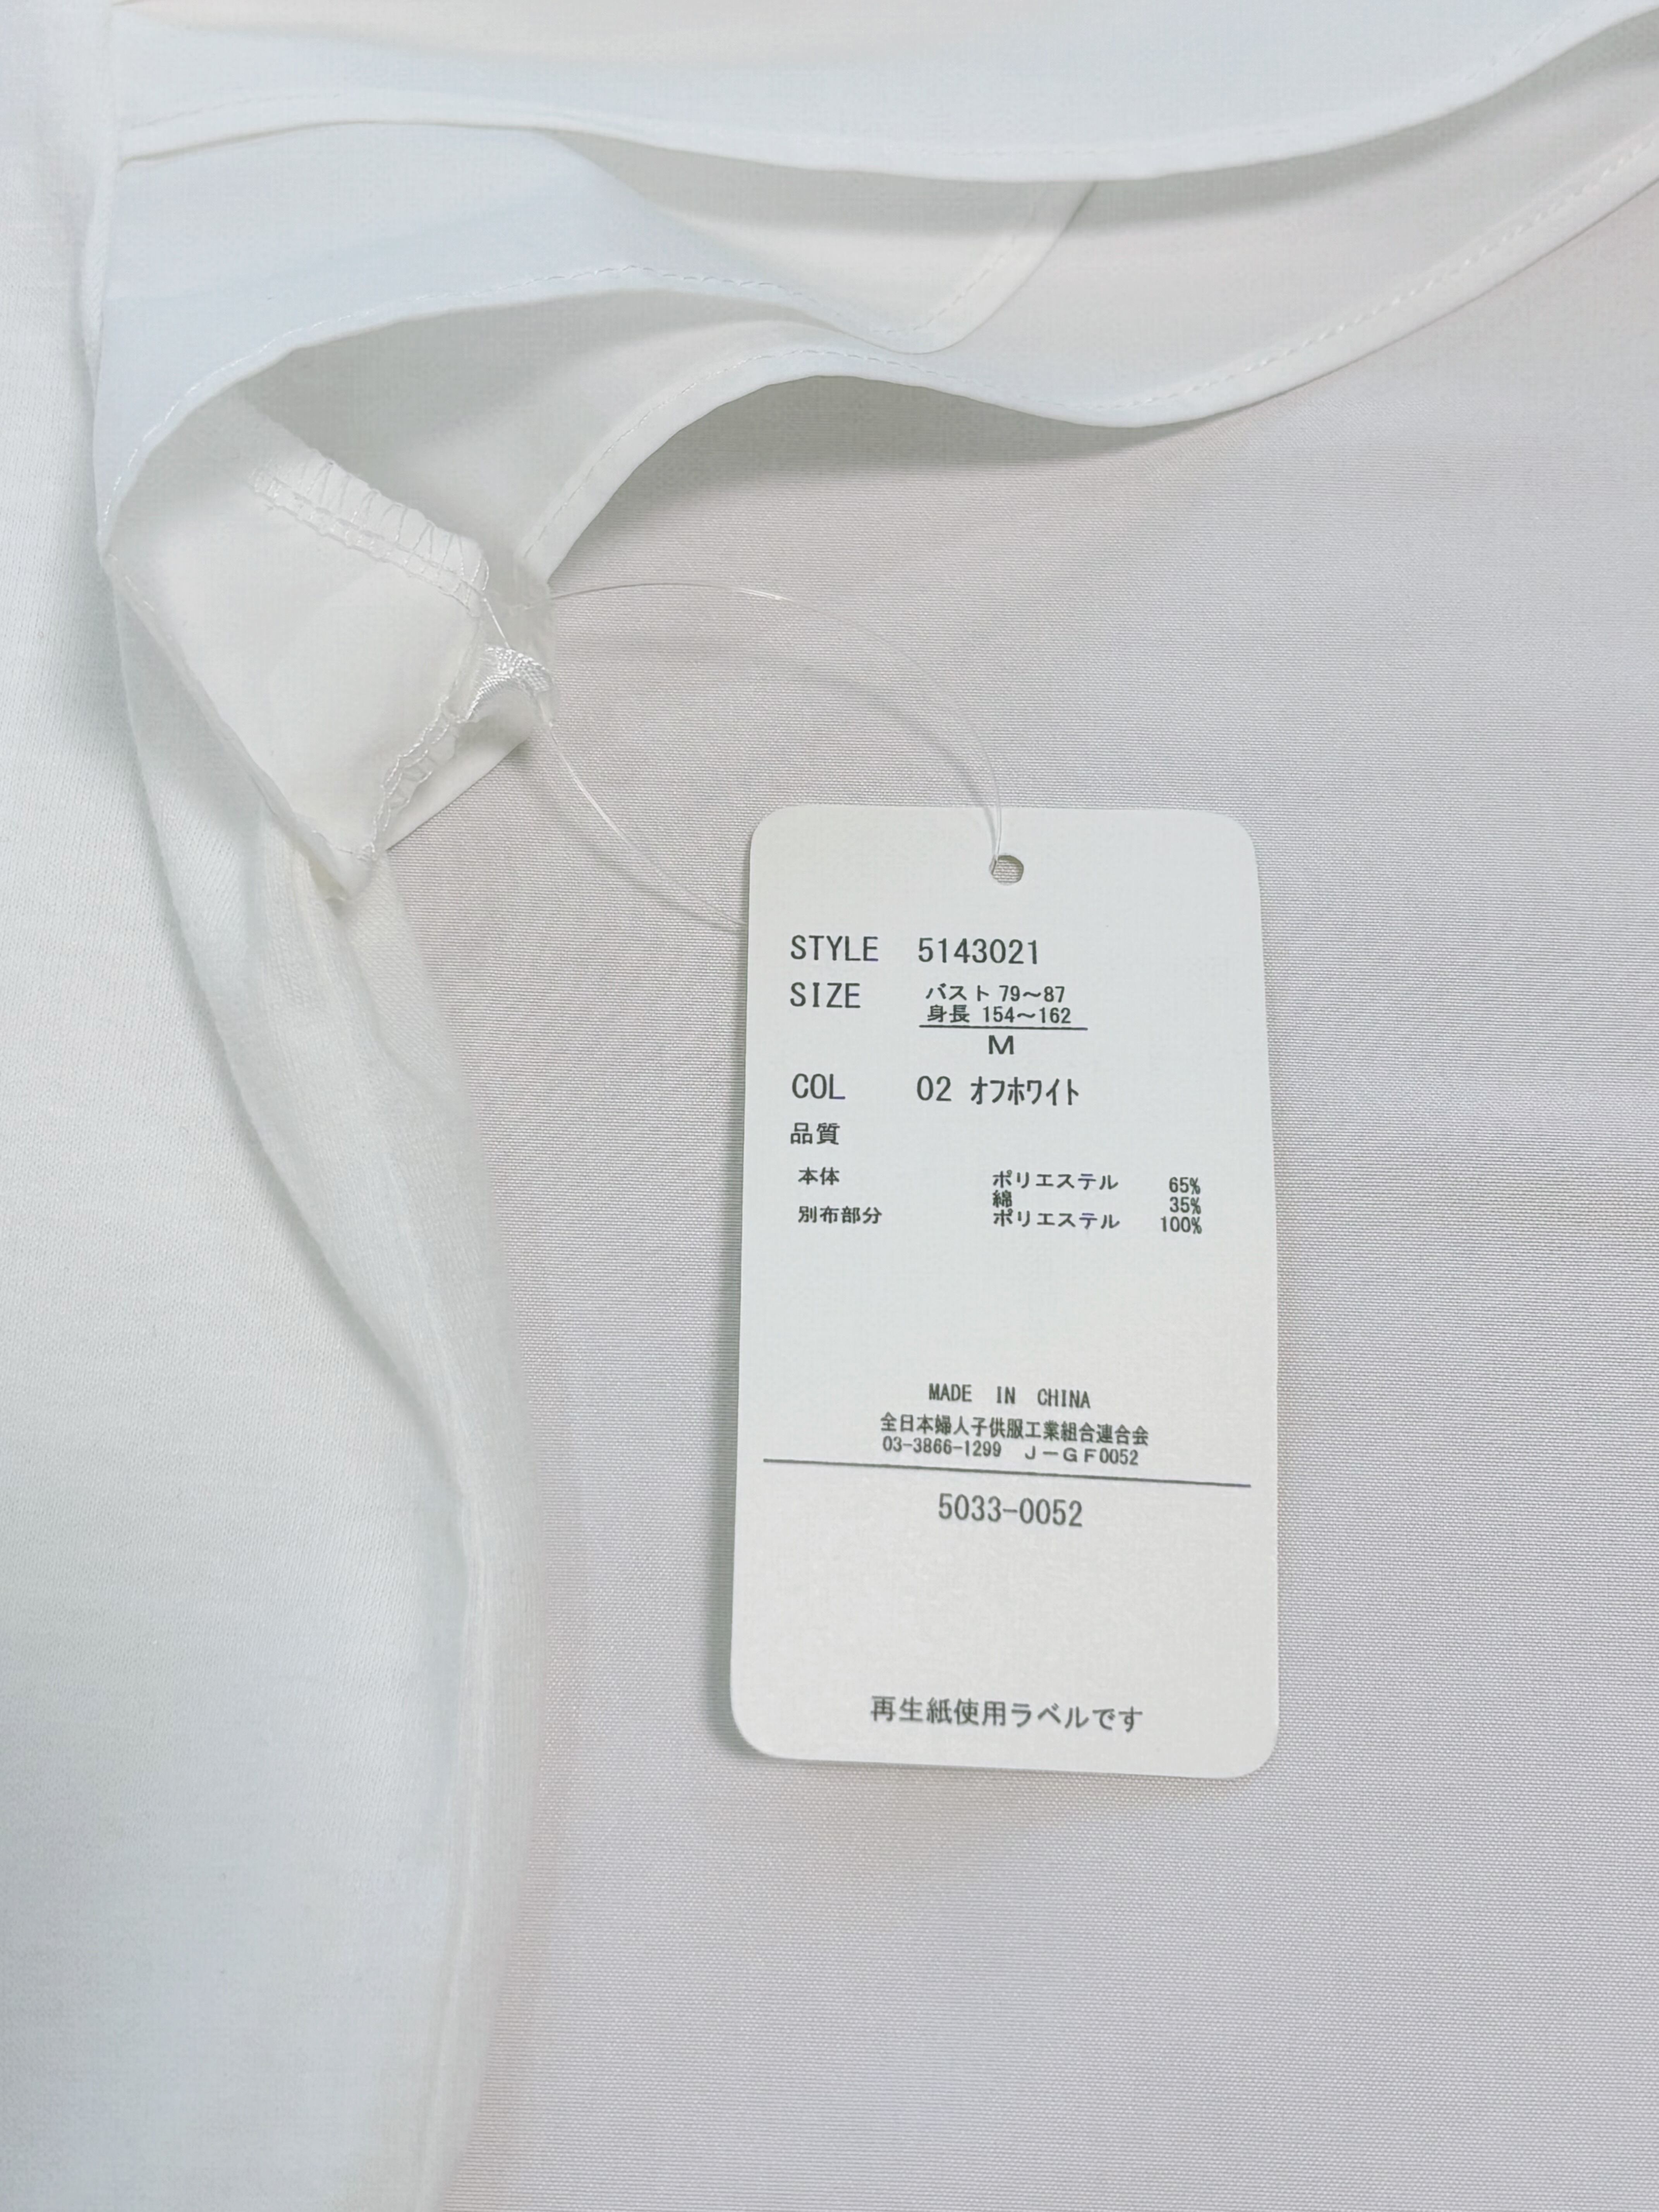 STYLE 5143021
SIZE バスト 79～87
身長 154～162
M
COL 02 オフホワイト
品質
本体 ポリエステル 65%
綿 35%
別布部分 ポリエステル 100%
MADE IN CHINA
全日本婦人子供服工業組合連合会
03-3866-1299 J－GF0052
5033-0052
再生紙使用ラベルです